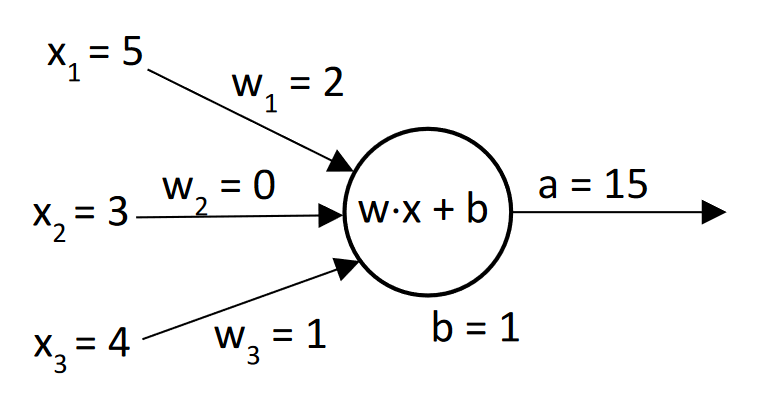 x₁ = 5
w₁ = 2
w₂ = 0
x₂ = 3
w·x + b
a = 15
x₃ = 4
w₃ = 1
b = 1